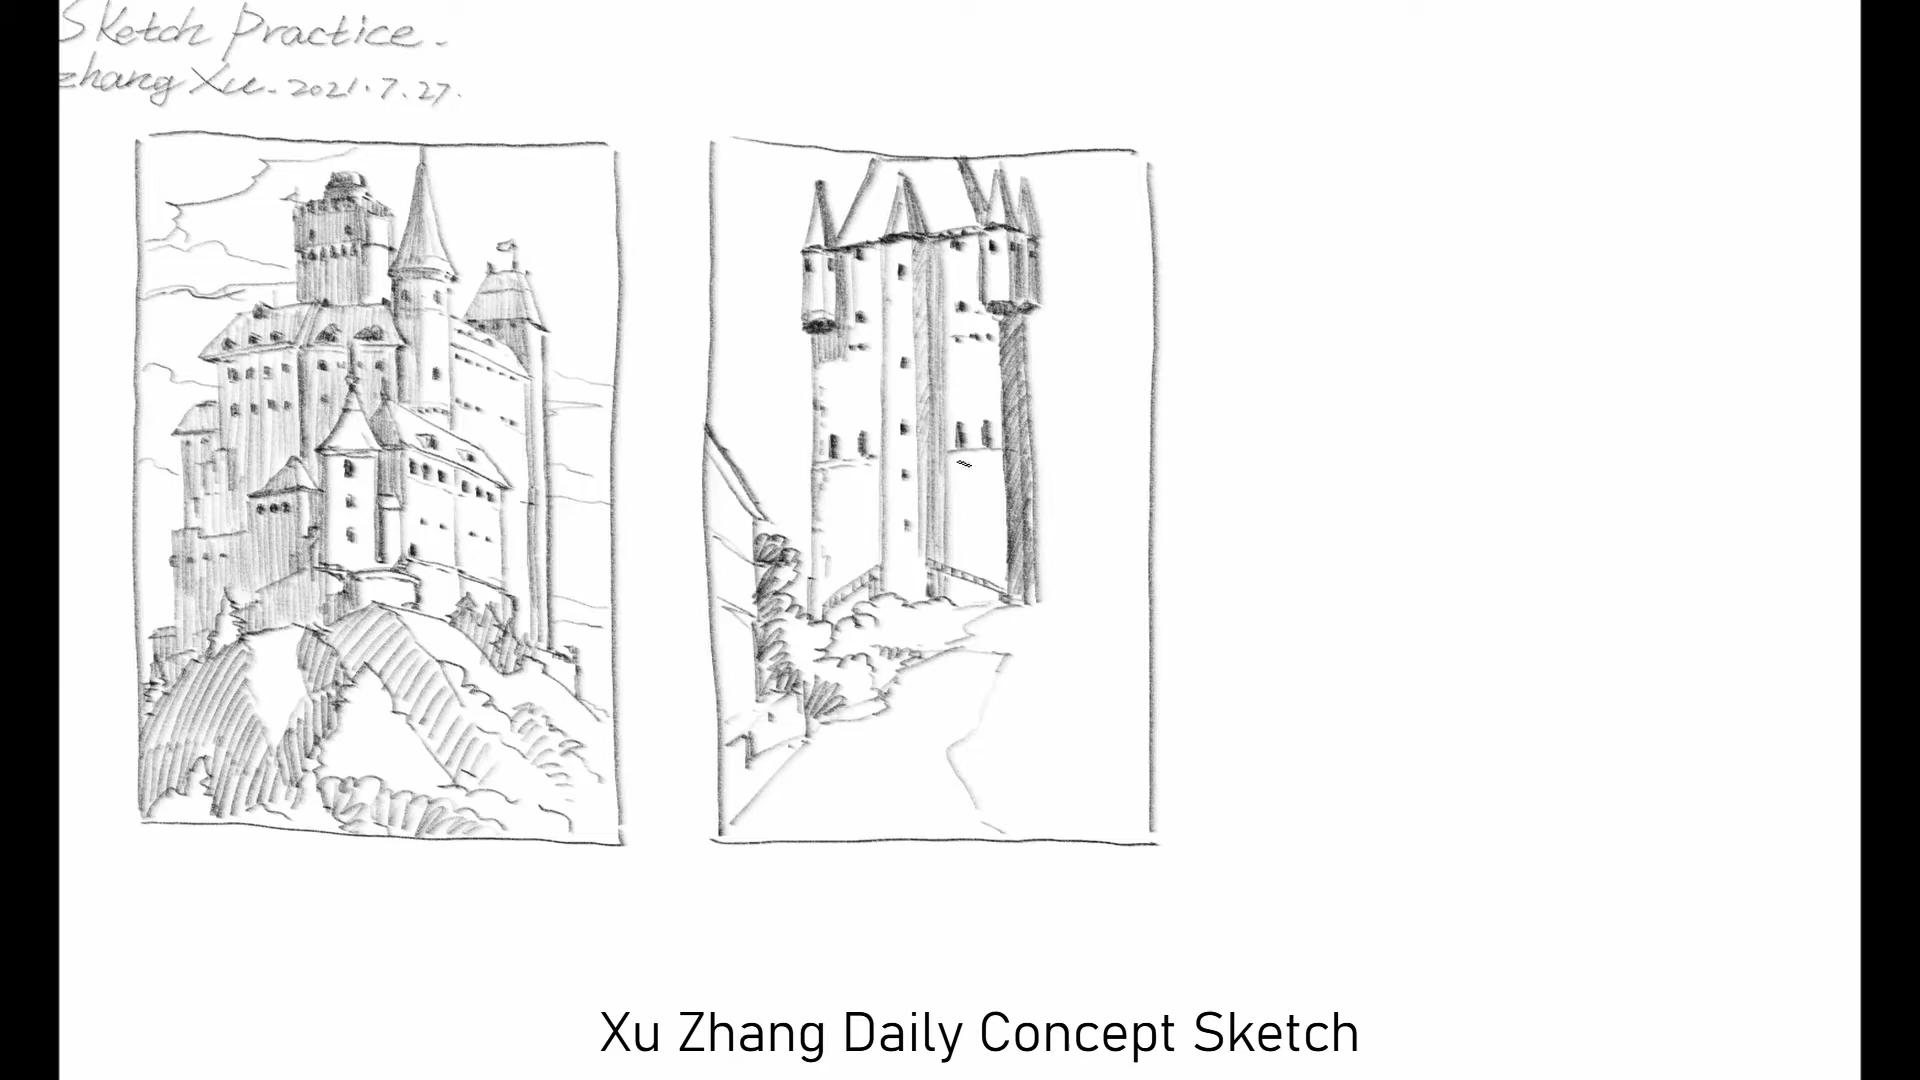 Sketch Practice.
Zhang Xu. 2021.7.27.
Xu Zhang Daily Concept Sketch